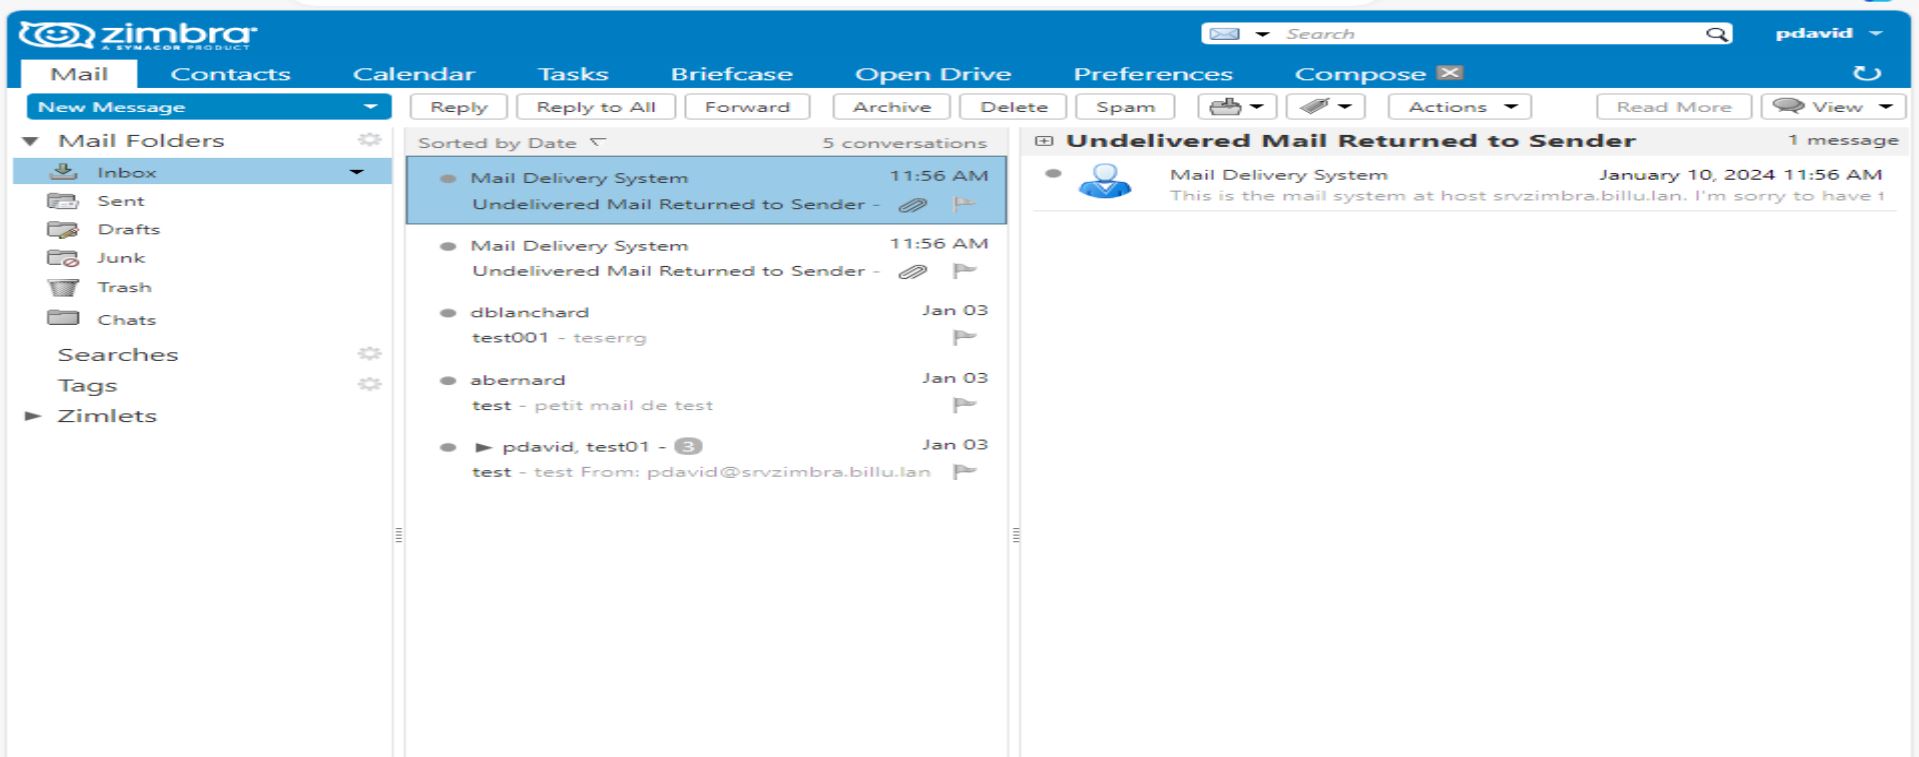 zimbra
A SYNACOR PRODUCT
Search
pdavid
Mail Contacts Calendar Tasks Briefcase Open Drive Preferences Compose
New Message Reply Reply to All Forward Archive Delete Spam Actions Read More View
Mail Folders
Inbox
Sent
Drafts
Junk
Trash
Chats
Searches
Tags
Zimlets
Sorted by Date 5 conversations
Mail Delivery System 11:56 AM
Undelivered Mail Returned to Sender -
Mail Delivery System 11:56 AM
Undelivered Mail Returned to Sender -
dblanchard Jan 03
test001 - teserrg
abernard Jan 03
test - petit mail de test
pdavid, test01 - 3 Jan 03
test - test From: pdavid@srvzimbra.billu.lan
Undelivered Mail Returned to Sender 1 message
Mail Delivery System January 10, 2024 11:56 AM
This is the mail system at host srvzimbra.billu.lan. I'm sorry to have